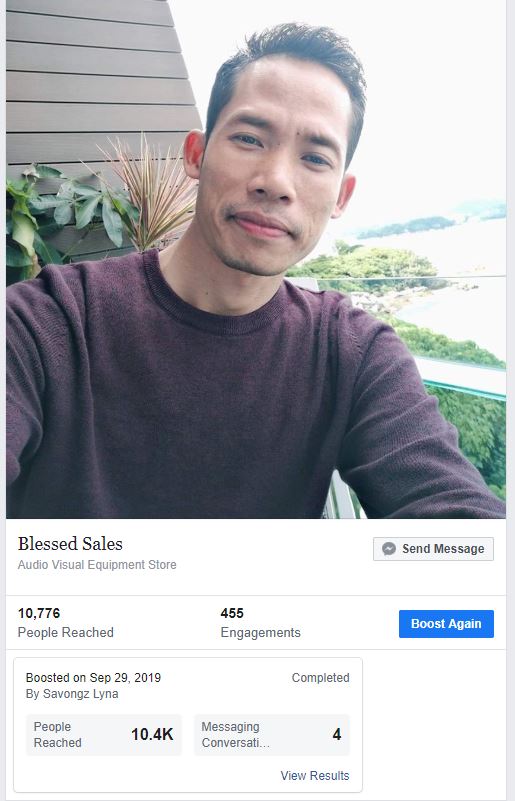 Blessed Sales
Audio Visual Equipment Store
Send Message
10,776
People Reached
455
Engagements
Boost Again
Boosted on Sep 29, 2019
Completed
By Savongz Lyna
People
Reached
10.4K
Messaging
Conversati...
4
View Results